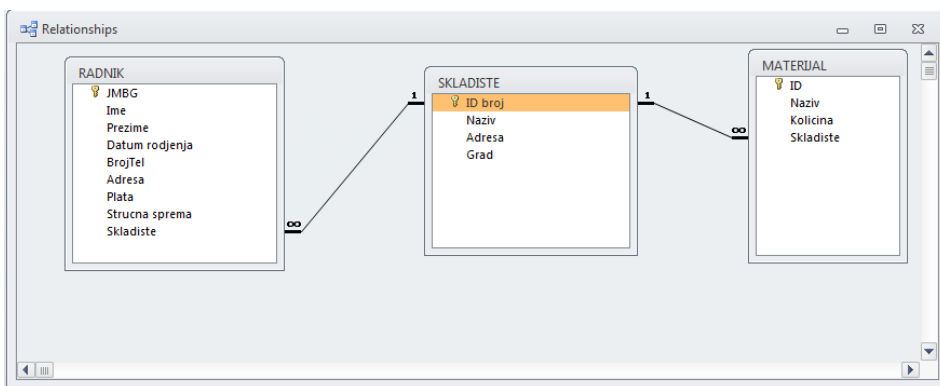 Relationships
RADNIK
JMBG
Ime
Prezime
Datum rodjenja
BrojTel
Adresa
Plata
Strucna sprema
Skladiste
1
∞
SKLADISTE
ID broj
Naziv
Adresa
Grad
1
∞
MATERIJAL
ID
Naziv
Kolicina
Skladiste